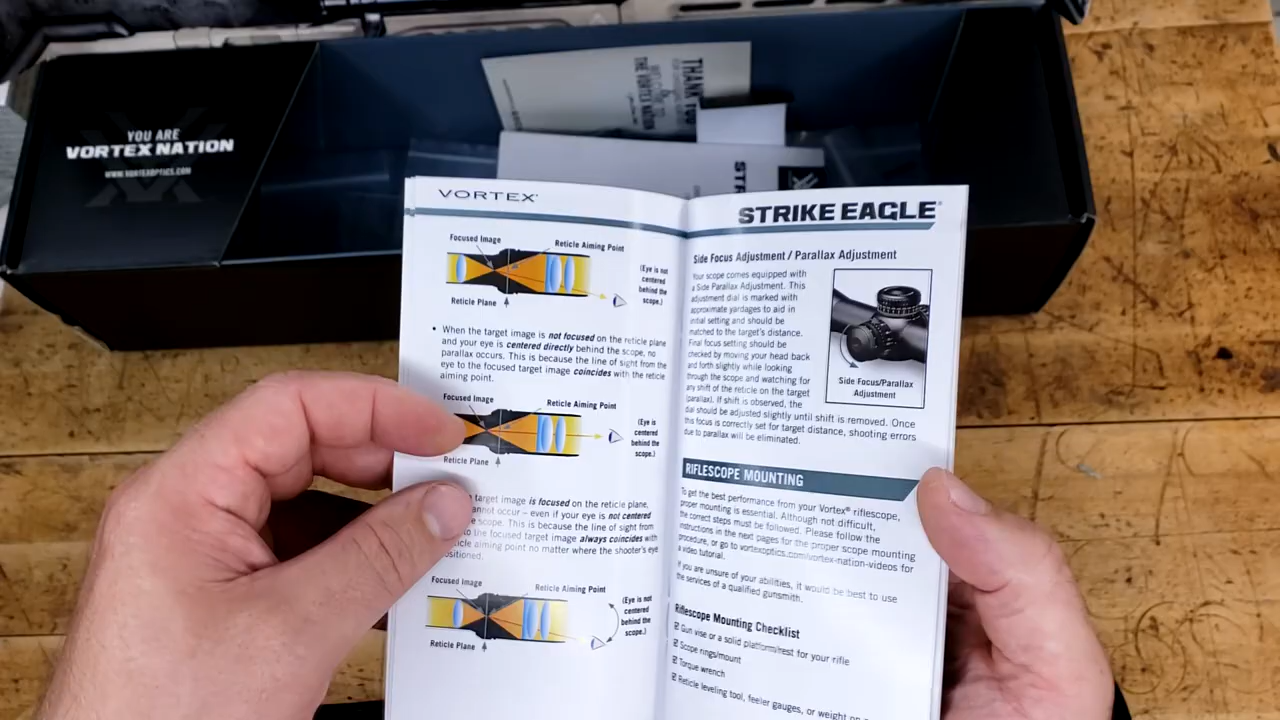 YOU ARE
VORTEX NATION
WWW.VORTEXOPTICS.COM
THANK YOU
THE VORTEX NATION
VORTEX®
Focused Image
Reticle Aiming Point
(Eye is not
centered
behind the
scope.)
Reticle Plane
• When the target image is not focused on the reticle plane
and your eye is centered directly behind the scope, no
parallax occurs. This is because the line of sight from the
eye to the focused target image coincides with the reticle
aiming point.
Focused Image
Reticle Aiming Point
(Eye is
centered
behind the
scope.)
Reticle Plane
target image is focused on the reticle plane,
cannot occur – even if your eye is not centered
scope. This is because the line of sight from
to the focused target image always coincides with
aiming point no matter where the shooter's eye
Focused Image
Reticle Aiming Point
(Eye is not
centered
behind the
scope.)
Reticle Plane
STRIKE EAGLE®
Side Focus Adjustment / Parallax Adjustment
Your scope comes equipped with
a Side Parallax Adjustment. This
adjustment dial is marked with
approximate yardages to aid in
initial setting and should be
matched to the target's distance.
Final focus setting should be
checked by moving your head back
and forth slightly while looking
through the scope and watching for
any shift of the reticle on the target
(parallax). If shift is observed, the
dial should be adjusted slightly until shift is removed. Once
this focus is correctly set for target distance, shooting errors
due to parallax will be eliminated.
Side Focus/Parallax
Adjustment
RIFLESCOPE MOUNTING
To get the best performance from your Vortex® riflescope,
proper mounting is essential. Although not difficult,
the correct steps must be followed. Please follow the
instructions in the next pages for the proper scope mounting
procedure, or go to vortexoptics.com/vortex-nation-videos for
a video tutorial.
If you are unsure of your abilities, it would be best to use
the services of a qualified gunsmith.
Riflescope Mounting Checklist
☑ Gun vise or a solid platform/rest for your rifle
☑ Scope rings/mount
☑ Torque wrench
☑ Reticle leveling tool, feeler gauges, or weight on a